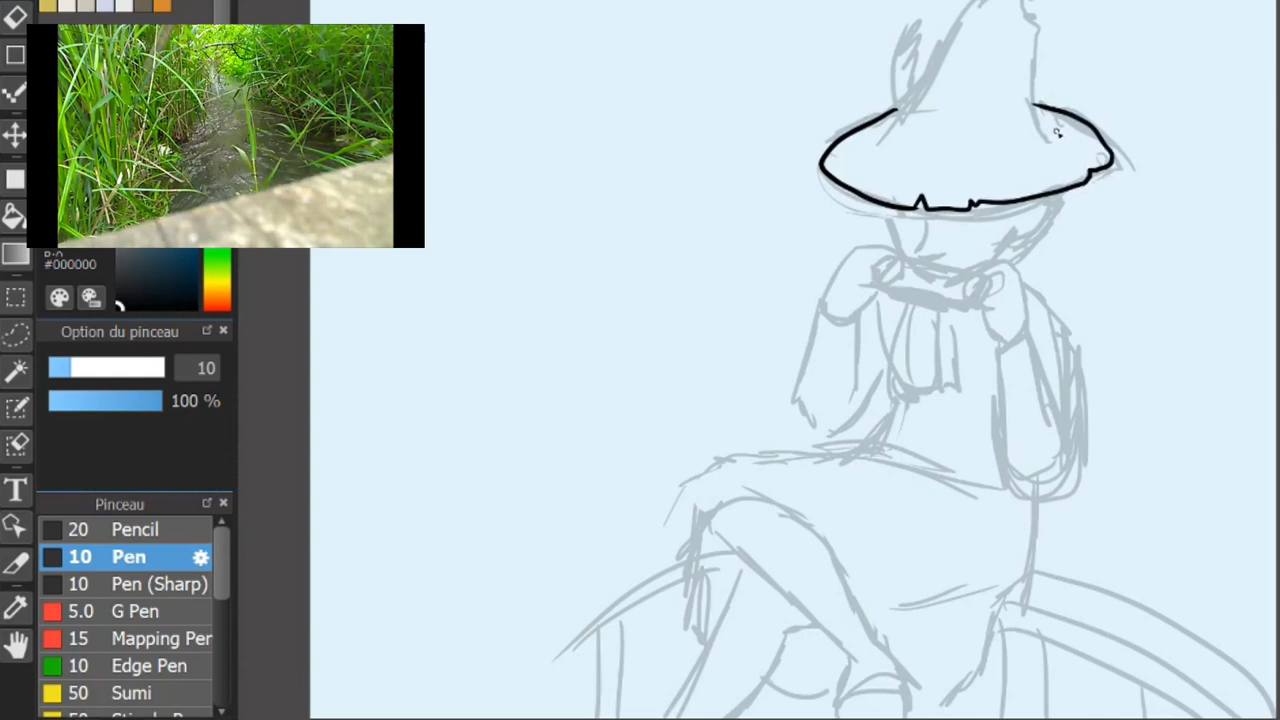 #000000
Option du pinceau
10
100 %
Pinceau
20 Pencil
10 Pen
10 Pen (Sharp)
5.0 G Pen
15 Mapping Per
10 Edge Pen
50 Sumi